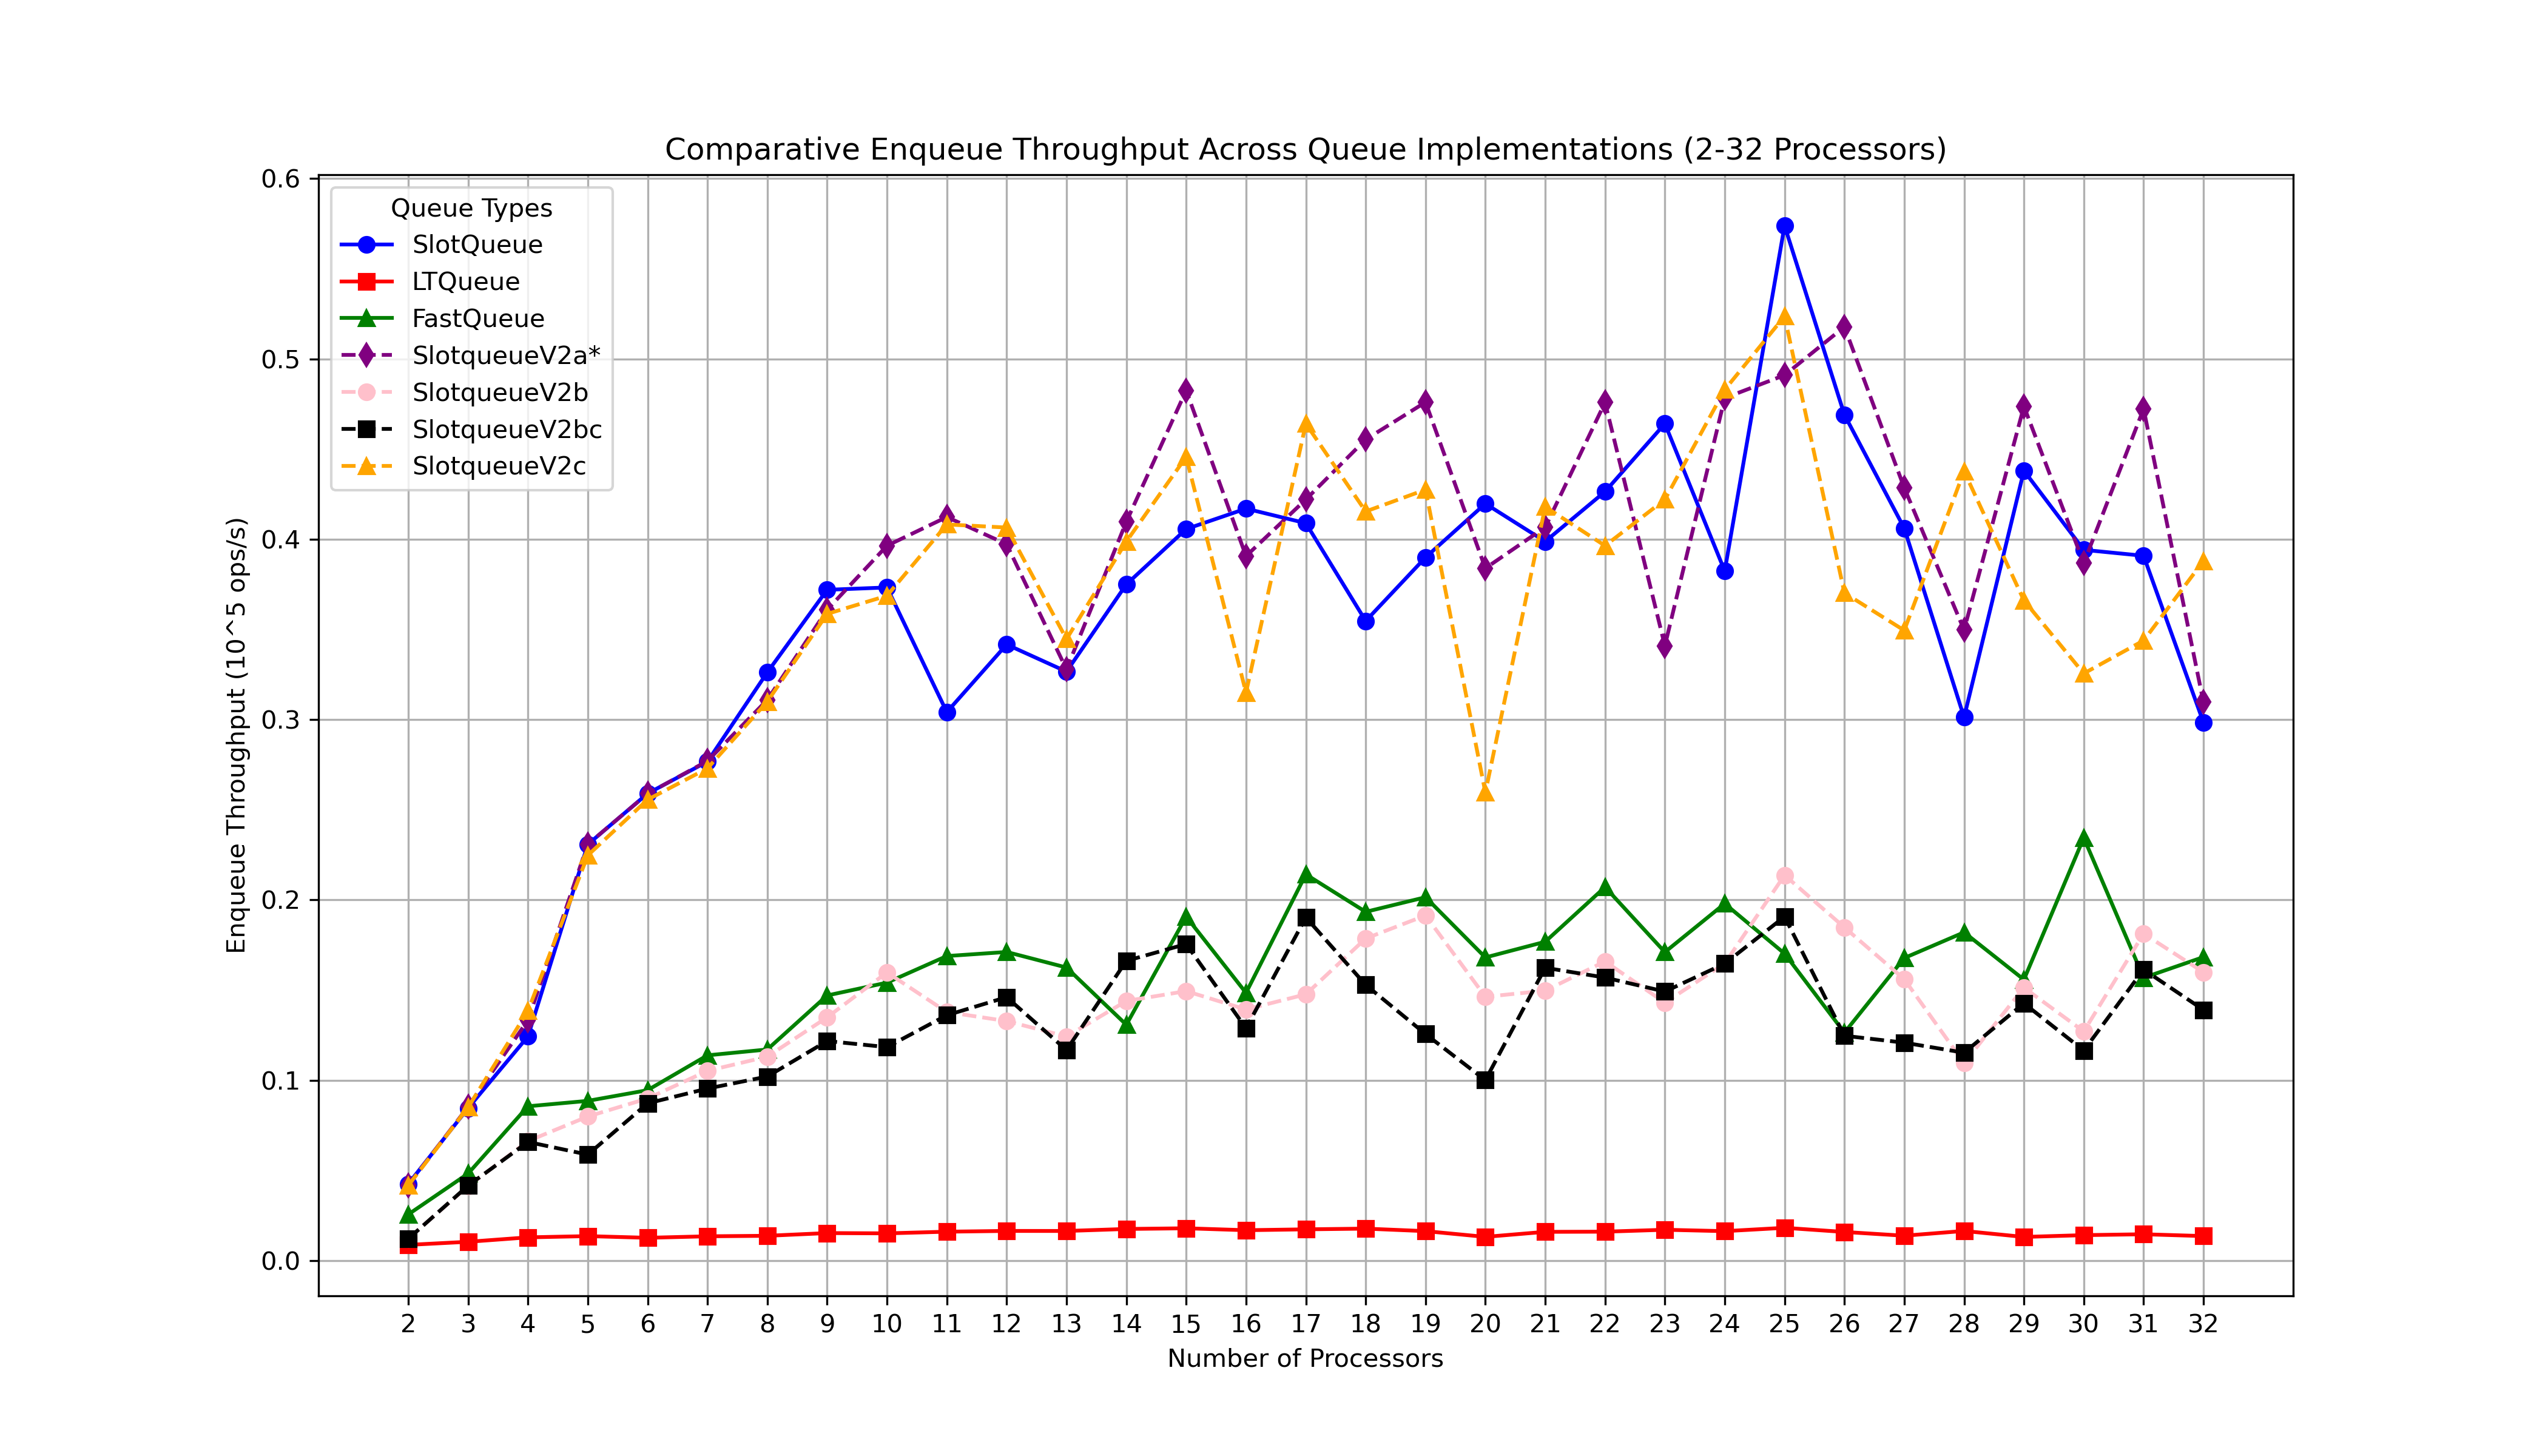 Comparative Enqueue Throughput Across Queue Implementations (2-32 Processors)
Queue Types
SlotQueue
LTQueue
FastQueue
SlotqueueV2a*
SlotqueueV2b
SlotqueueV2bc
SlotqueueV2c
Enqueue Throughput (10^5 ops/s)
0.6
0.5
0.4
0.3
0.2
0.1
0.0
2 3 4 5 6 7 8 9 10 11 12 13 14 15 16 17 18 19 20 21 22 23 24 25 26 27 28 29 30 31 32
Number of Processors